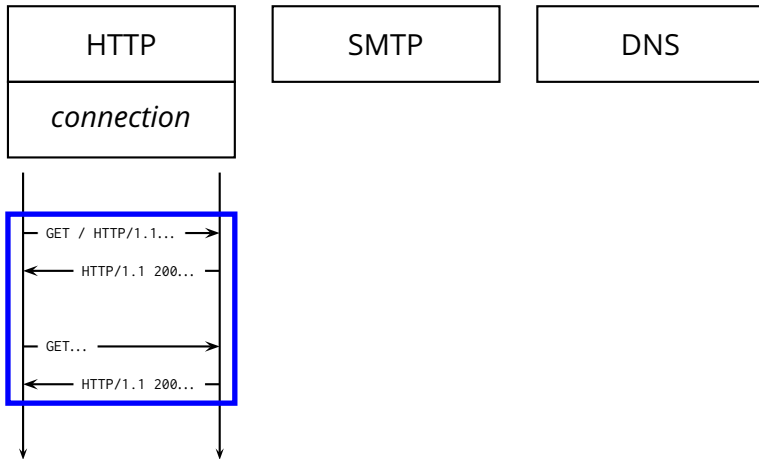 HTTP
SMTP
DNS
connection
GET / HTTP/1.1...
HTTP/1.1 200...
GET...
HTTP/1.1 200...